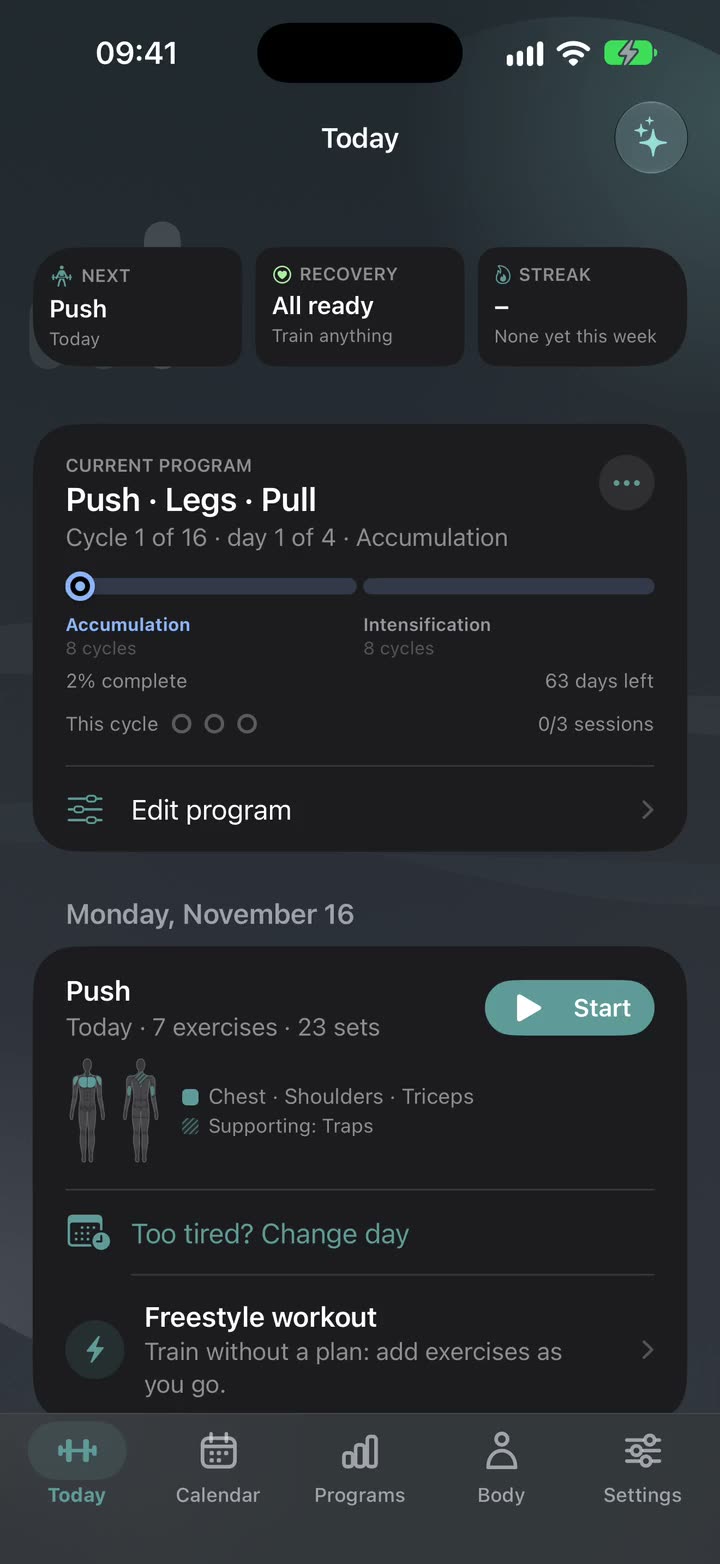 09:41
Today
NEXT
Push
Today
RECOVERY
All ready
Train anything
STREAK
–
None yet this week
CURRENT PROGRAM
Push · Legs · Pull
Cycle 1 of 16 · day 1 of 4 · Accumulation
Accumulation
8 cycles
Intensification
8 cycles
2% complete
63 days left
This cycle
0/3 sessions
Edit program
Monday, November 16
Push
Today · 7 exercises · 23 sets
Start
Chest · Shoulders · Triceps
Supporting: Traps
Too tired? Change day
Freestyle workout
Train without a plan: add exercises as
you go.
Today
Calendar
Programs
Body
Settings